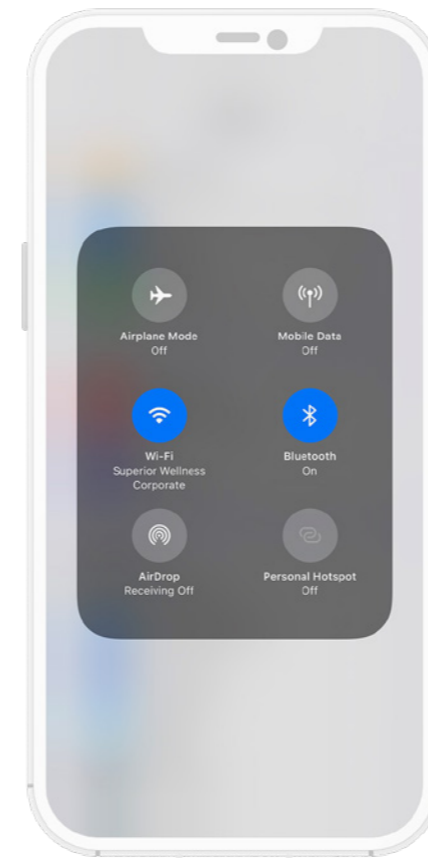 Airplane Mode
Off
Mobile Data
Off
Wi-Fi
Superior Wellness
Corporate
Bluetooth
On
AirDrop
Receiving Off
Personal Hotspot
Off